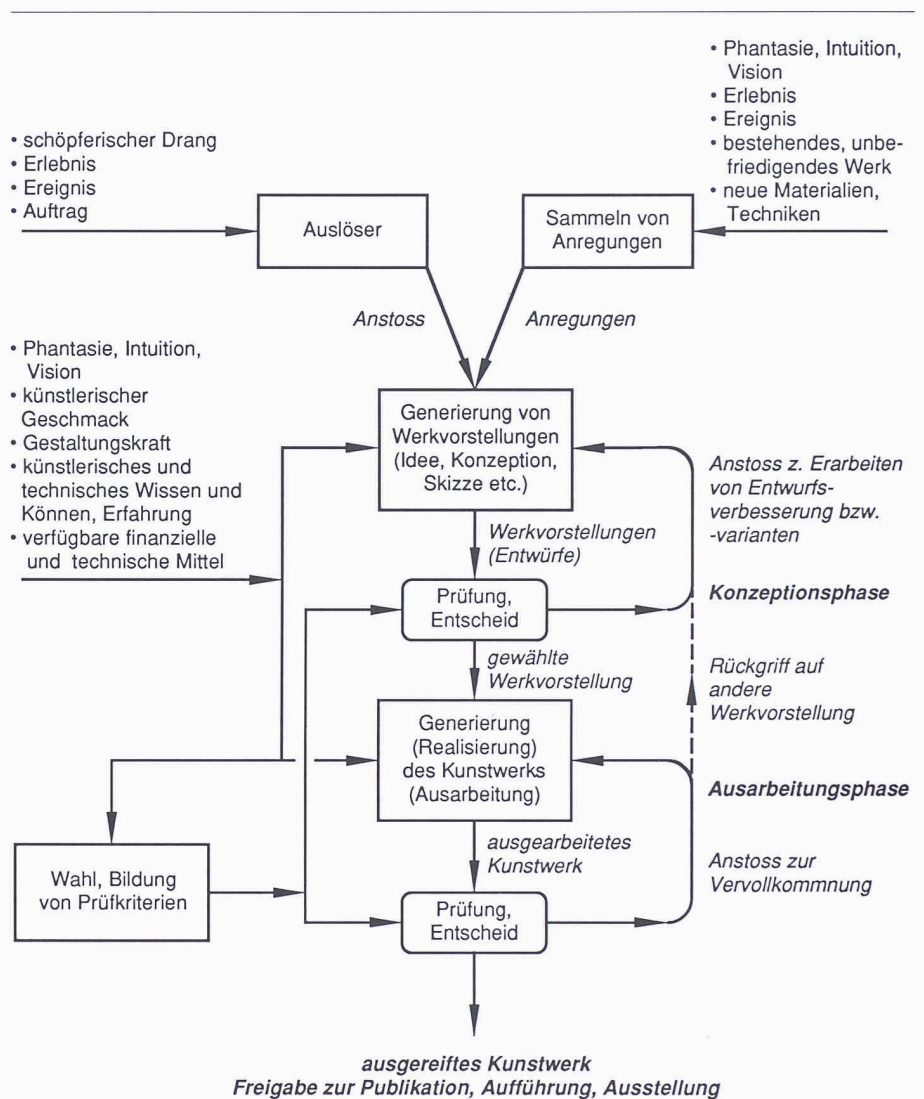 • Phantasie, Intuition,
Vision
• Erlebnis
• Ereignis
• bestehendes, unbe-
friedigendes Werk
• neue Materialien,
Techniken
• schöpferischer Drang
• Erlebnis
• Ereignis
• Auftrag
Auslöser
Sammeln von
Anregungen
Anstoss
Anregungen
• Phantasie, Intuition,
Vision
• künstlerischer
Geschmack
• Gestaltungskraft
• künstlerisches und
technisches Wissen und
Können, Erfahrung
• verfügbare finanzielle
und technische Mittel
Generierung von
Werkvorstellungen
(Idee, Konzeption,
Skizze etc.)
Anstoss z. Erarbeiten
von Entwurfs-
verbesserung bzw.
-varianten
Werkvorstellungen
(Entwürfe)
Prüfung,
Entscheid
Konzeptionsphase
gewählte
Werkvorstellung
Rückgriff auf
andere
Werkvorstellung
Generierung
(Realisierung)
des Kunstwerks
(Ausarbeitung)
Ausarbeitungsphase
ausgearbeitetes
Kunstwerk
Anstoss zur
Vervollkommnung
Wahl, Bildung
von Prüfkriterien
Prüfung,
Entscheid
ausgereiftes Kunstwerk
Freigabe zur Publikation, Aufführung, Ausstellung